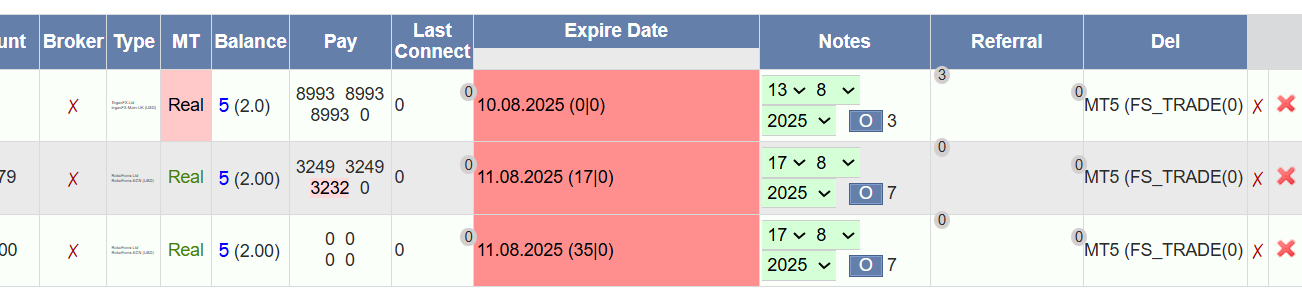 unt Broker Type MT Balance Pay Last Connect Expire Date Notes Referral Del
Real 5 (2.0) 8993 8993 0 0 10.08.2025 (0|0) 13 8 3 0 MT5 (FS_TRADE(0)
8993 0 2025 O 3
79 Real 5 (2.00) 3249 3249 0 0 11.08.2025 (17|0) 17 8 0 0 MT5 (FS_TRADE(0)
3232 0 2025 O 7
00 Real 5 (2.00) 0 0 0 0 11.08.2025 (35|0) 17 8 0 0 MT5 (FS_TRADE(0)
0 0 2025 O 7